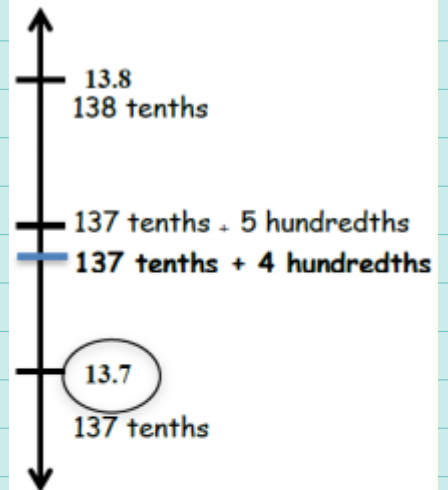 13.8
138 tenths
137 tenths + 5 hundredths
137 tenths + 4 hundredths
13.7
137 tenths